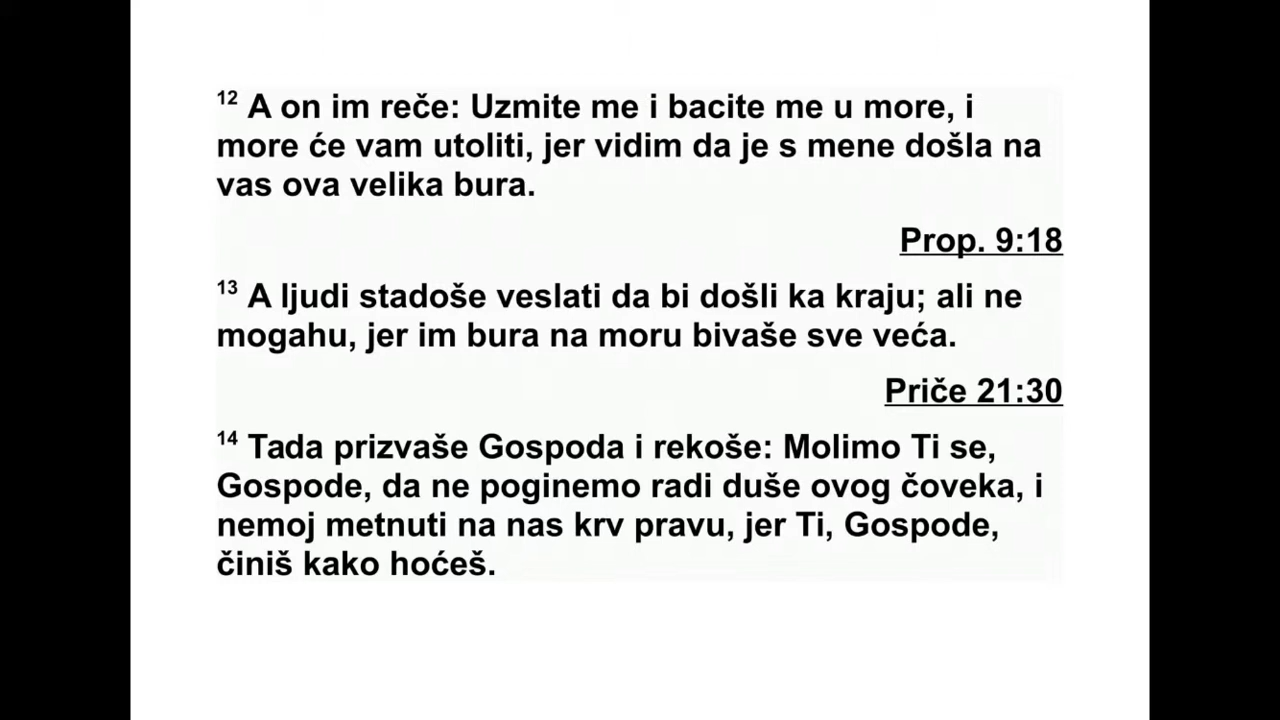 12 A on im reče: Uzmite me i bacite me u more, i
more će vam utoliti, jer vidim da je s mene došla na
vas ova velika bura.
Prop. 9:18
13 A ljudi stadoše veslati da bi došli ka kraju; ali ne
mogahu, jer im bura na moru bivaše sve veća.
Priče 21:30
14 Tada prizvaše Gospoda i rekoše: Molimo Ti se,
Gospode, da ne poginemo radi duše ovog čoveka, i
nemoj metnuti na nas krv pravu, jer Ti, Gospode,
činiš kako hoćeš.